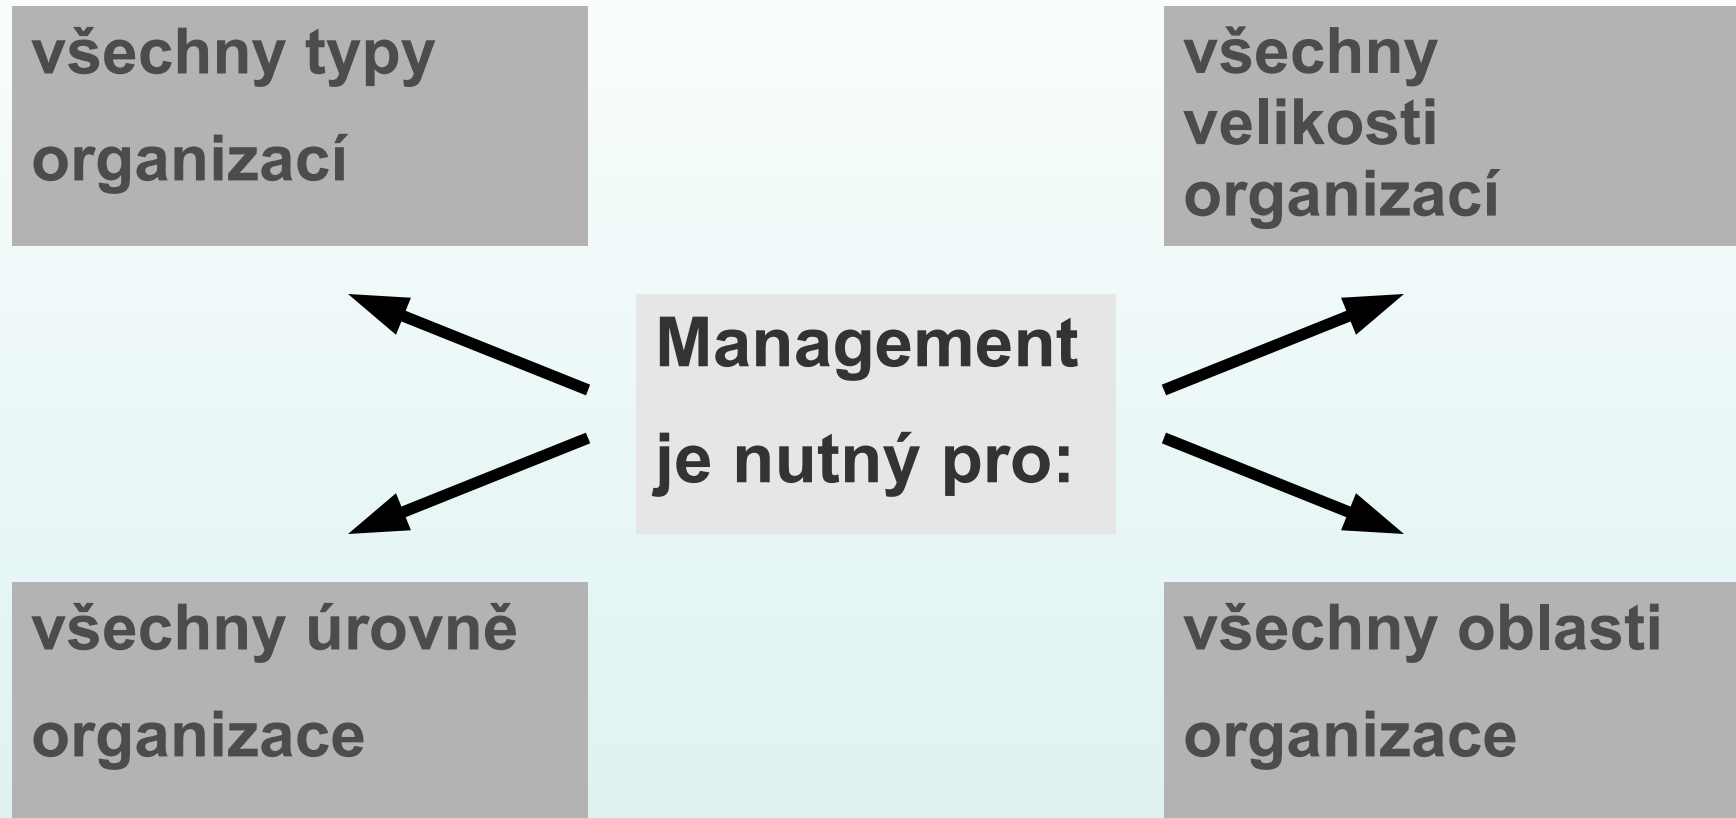 všechny typy
organizací
všechny
velikosti
organizací
Management
je nutný pro:
všechny úrovně
organizace
všechny oblasti
organizace